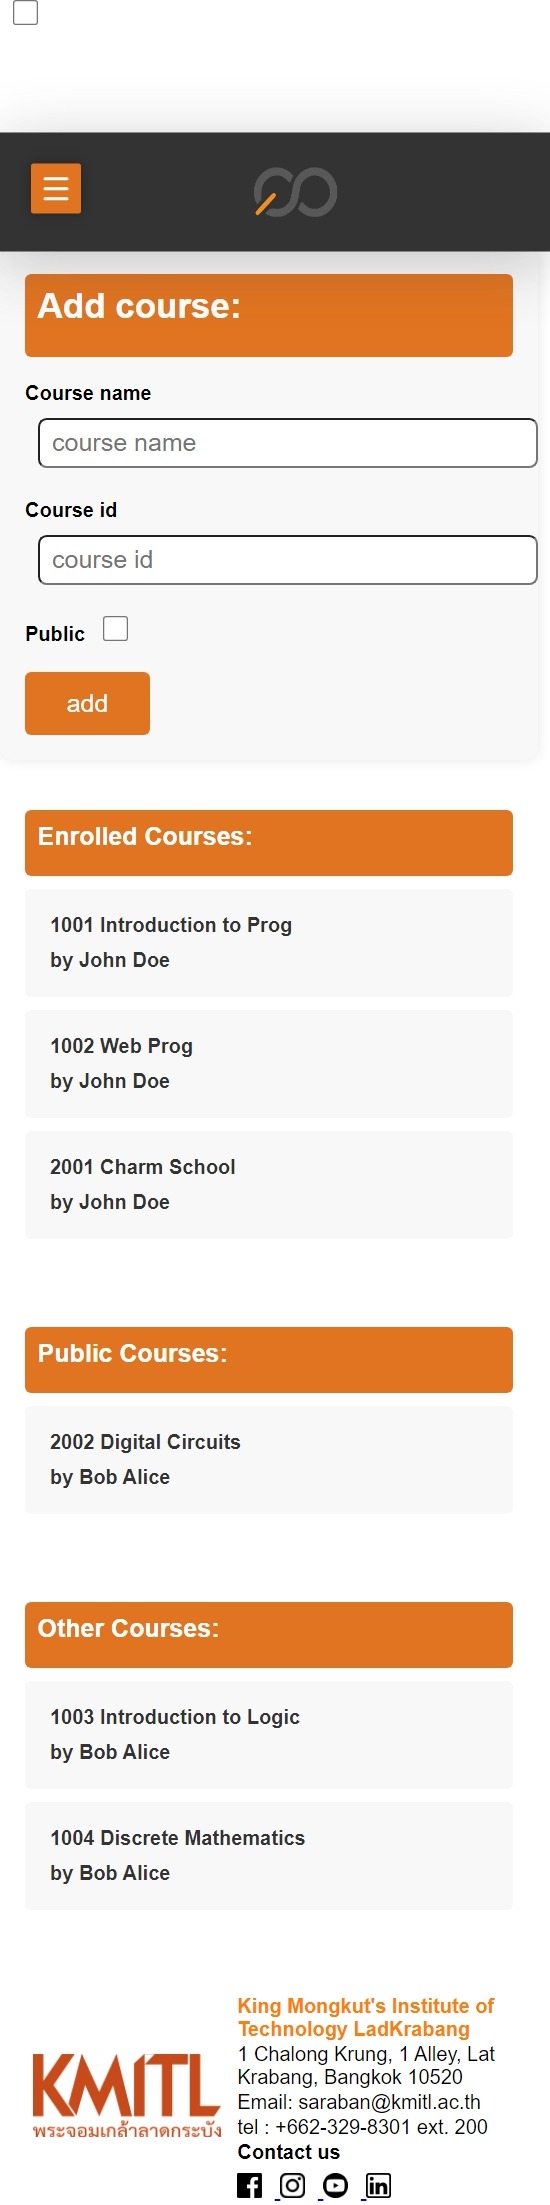 Add course:
Course name
course name
Course id
course id
Public
add
Enrolled Courses:
1001 Introduction to Prog
by John Doe
1002 Web Prog
by John Doe
2001 Charm School
by John Doe
Public Courses:
2002 Digital Circuits
by Bob Alice
Other Courses:
1003 Introduction to Logic
by Bob Alice
1004 Discrete Mathematics
by Bob Alice
KMITL
พระจอมเกล้าลาดกระบัง
King Mongkut's Institute of
Technology LadKrabang
1 Chalong Krung, 1 Alley, Lat
Krabang, Bangkok 10520
Email: saraban@kmitl.ac.th
tel : +662-329-8301 ext. 200
Contact us